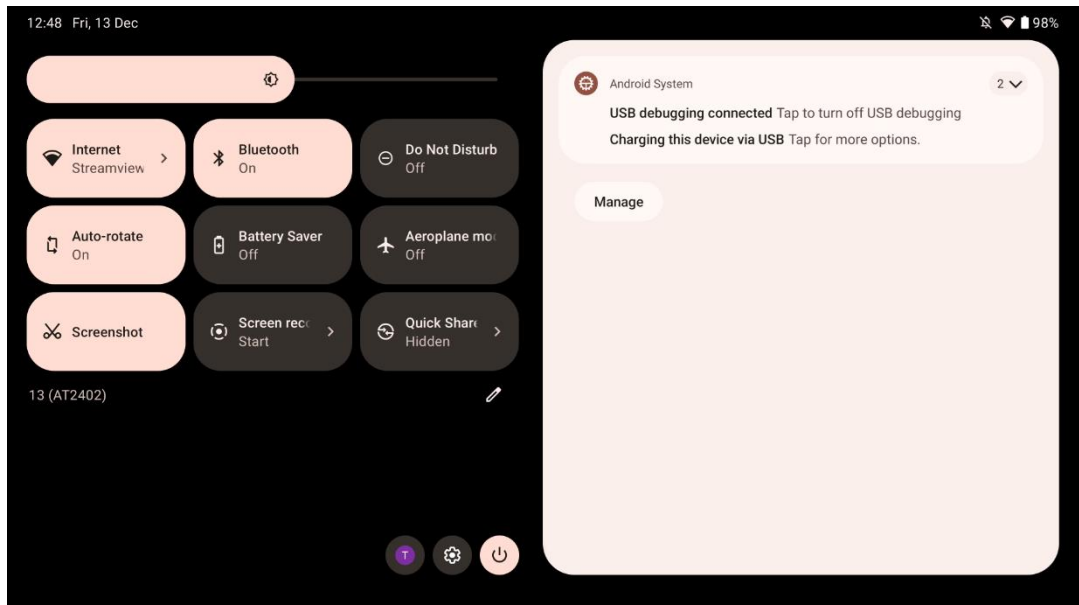 12:48 Fri, 13 Dec
98%
Internet
Streamview
Bluetooth
On
Do Not Disturb
Off
Auto-rotate
On
Battery Saver
Off
Aeroplane mo
Off
Screenshot
Screen rec
Start
Quick Share
Hidden
13 (AT2402)
T
Android System
2
USB debugging connected Tap to turn off USB debugging
Charging this device via USB Tap for more options.
Manage